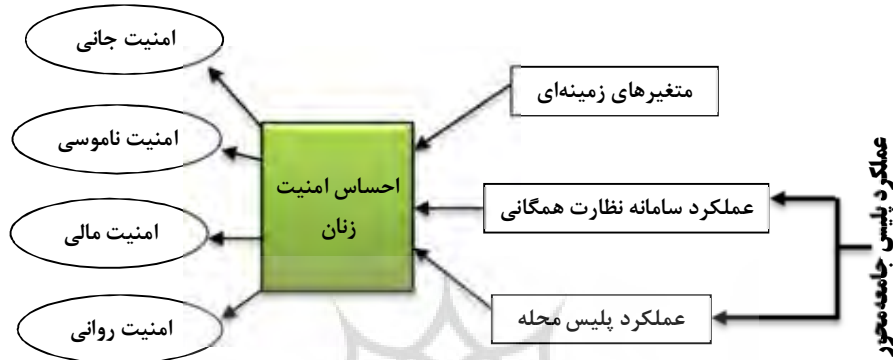 عملکرد پلیس جامعه‌محور
متغیرهای زمینه‌ای
عملکرد سامانه نظارت همگانی
عملکرد پلیس محله
احساس امنیت
زنان
امنیت جانی
امنیت ناموسی
امنیت مالی
امنیت روانی